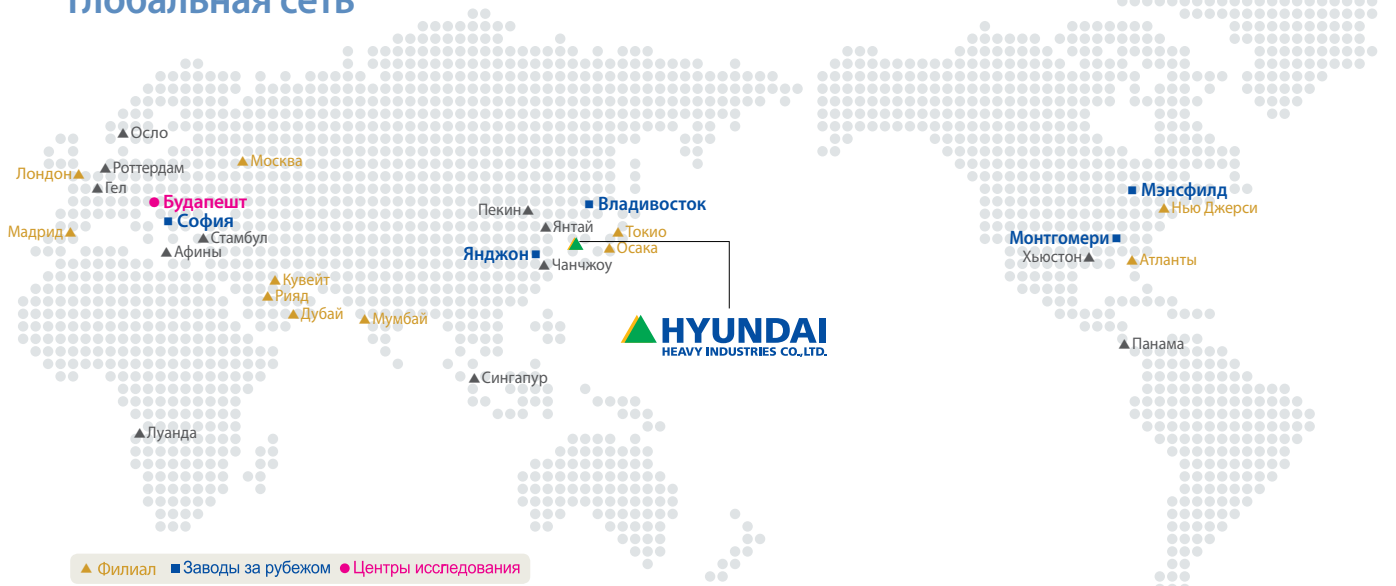 Глобальная сеть
Осло
Москва
Роттердам
Лондон
Гел
Будапешт
София
Мадрид
Стамбул
Афины
Кувейт
Рияд
Дубай
Мумбай
Луанда
Сингапур
Пекин
Владивосток
Янтай
Токио
Осака
Янджон
Чанчжоу
HYUNDAI
HEAVY INDUSTRIES CO.,LTD.
Мэнсфилд
Нью Джерси
Монтгомери
Хьюстон
Атланты
Панама
Филиал Заводы за рубежом Центры исследования